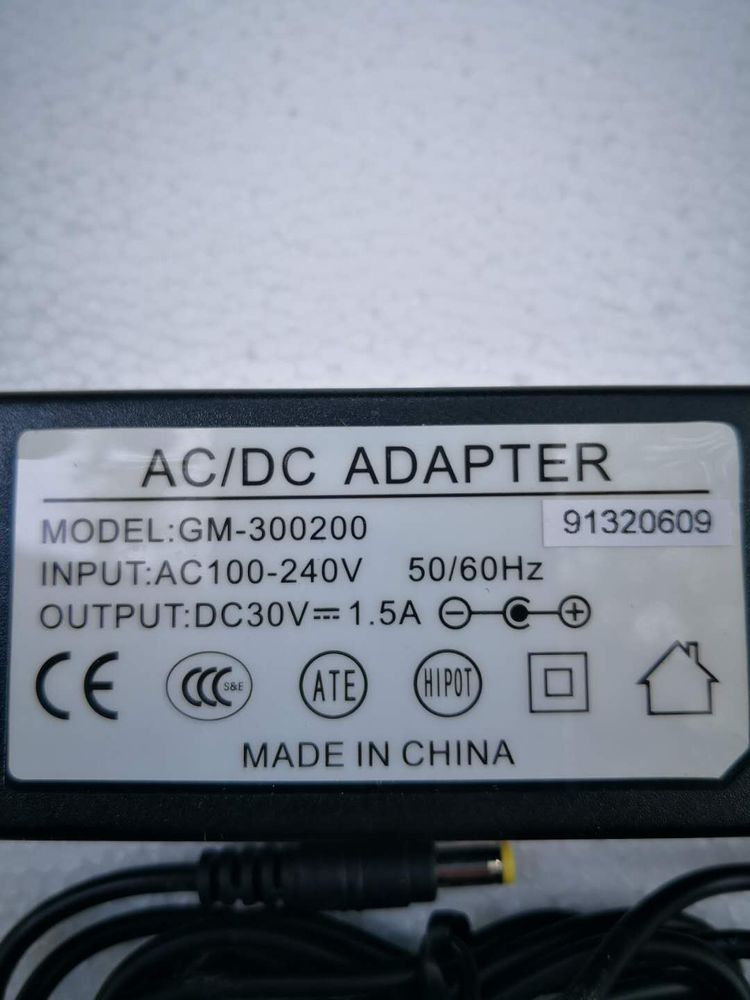 AC/DC ADAPTER
MODEL:GM-300200
91320609
INPUT:AC100-240V 50/60Hz
OUTPUT:DC30V⎓1.5A
CE CCC S&E ATE HIPOT
MADE IN CHINA